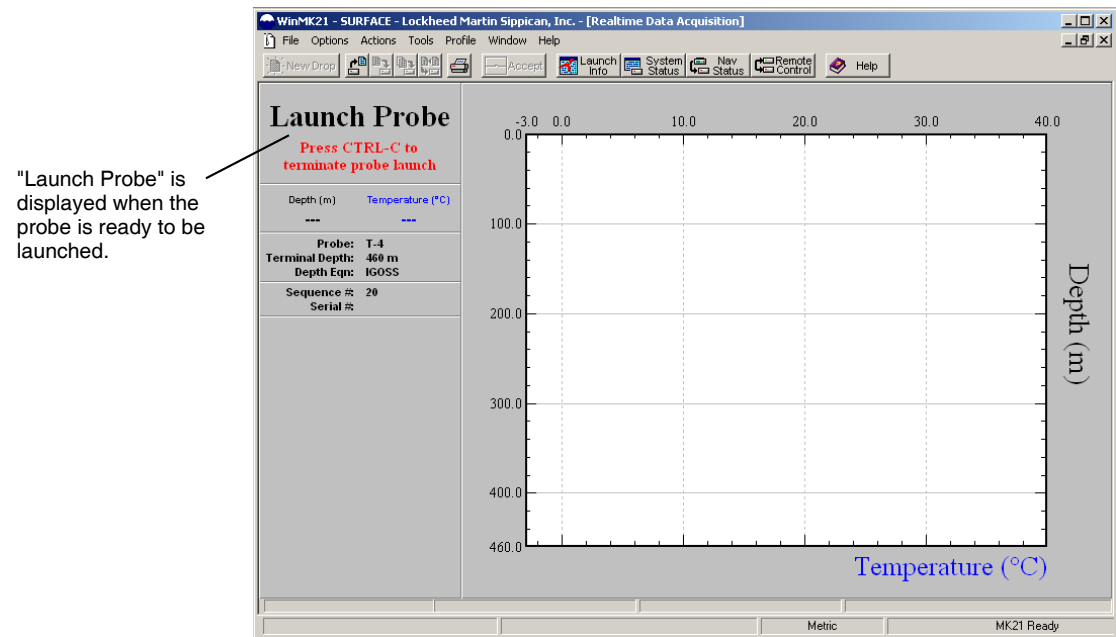 WinMK21 - SURFACE - Lockheed Martin Sippican, Inc. - [Realtime Data Acquisition]
File Options Actions Tools Profile Window Help
New Drop Accept Launch Info System Status Nav Status Remote Control Help
"Launch Probe" is
displayed when the
probe is ready to be
launched.
Launch Probe
Press CTRL-C to
terminate probe launch
Depth (m) Temperature (°C)
--- ---
Probe: T-4
Terminal Depth: 460 m
Depth Eqn: IGOSS
Sequence #: 20
Serial #:
-3.0 0.0 10.0 20.0 30.0 40.0
0.0
100.0
200.0
300.0
400.0
460.0
Depth (m)
Temperature (°C)
Metric MK21 Ready